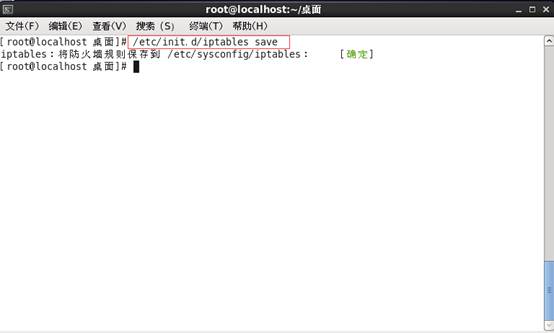 root@localhost:~/桌面
文件(F) 编辑(E) 查看(V) 搜索 (S) 终端(T) 帮助(H)
[root@localhost 桌面]# /etc/init.d/iptables save
iptables：将防火墙规则保存到 /etc/sysconfig/iptables： [确定]
[root@localhost 桌面]#